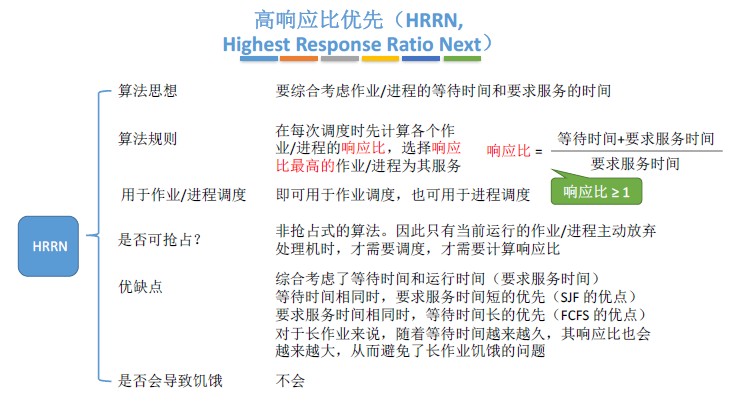 高响应比优先（HRRN,
Highest Response Ratio Next）
算法思想
要综合考虑作业/进程的等待时间和要求服务的时间
算法规则
在每次调度时先计算各个作
业/进程的响应比，选择响应
比最高的作业/进程为其服务
响应比 =
等待时间+要求服务时间
要求服务时间
响应比 ≥ 1
用于作业/进程调度
即可用于作业调度，也可用于进程调度
HRRN
是否可抢占？
非抢占式的算法。因此只有当前运行的作业/进程主动放弃
处理机时，才需要调度，才需要计算响应比
优缺点
综合考虑了等待时间和运行时间（要求服务时间）
等待时间相同时，要求服务时间短的优先（SJF 的优点）
要求服务时间相同时，等待时间长的优先（FCFS 的优点）
对于长作业来说，随着等待时间越来越久，其响应比也会
越来越大，从而避免了长作业饥饿的问题
是否会导致饥饿
不会